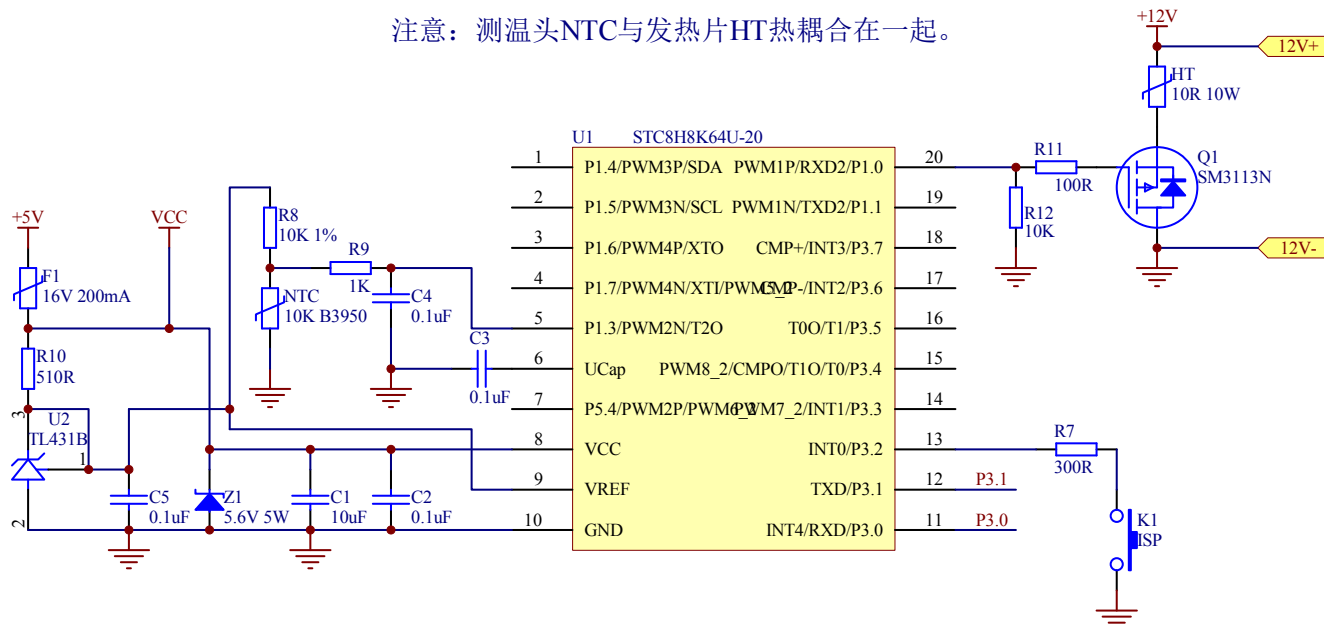 注意：测温头NTC与发热片HT热耦合在一起。
+12V
12V+
HT
10R 10W
U1
STC8H8K64U-20
1
P1.4/PWM3P/SDA
PWM1P/RXD2/P1.0
20
R11
100R
Q1
SM3113N
2
P1.5/PWM3N/SCL
PWM1N/TXD2/P1.1
19
R12
10K
+5V
VCC
R8
10K 1%
3
P1.6/PWM4P/XTO
CMP+/INT3/P3.7
18
12V-
R9
1K
F1
16V 200mA
NTC
10K B3950
C4
0.1uF
4
P1.7/PWM4N/XTI/PWM5_2
CMP-/INT2/P3.6
17
5
P1.3/PWM2N/T2O
T0O/T1/P3.5
16
R10
510R
C3
0.1uF
6
UCap
PWM8_2/CMPO/T1O/T0/P3.4
15
7
P5.4/PWM2P/PWM6_2
PWM7_2/INT1/P3.3
14
3
U2
TL431B
1
2
8
VCC
INT0/P3.2
13
R7
300R
C5
0.1uF
Z1
5.6V 5W
C1
10uF
C2
0.1uF
9
VREF
TXD/P3.1
12
P3.1
10
GND
INT4/RXD/P3.0
11
P3.0
K1
ISP